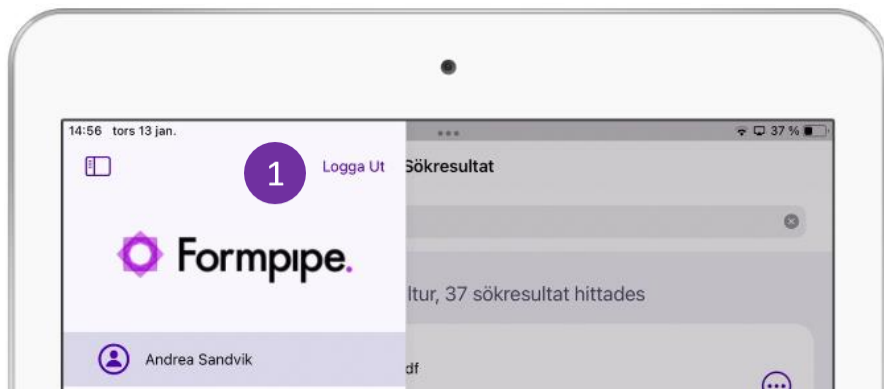 14:56 tors 13 jan.
37 %
1
Logga Ut
Sökresultat
Formpipe.
ltur, 37 sökresultat hittades
Andrea Sandvik
df